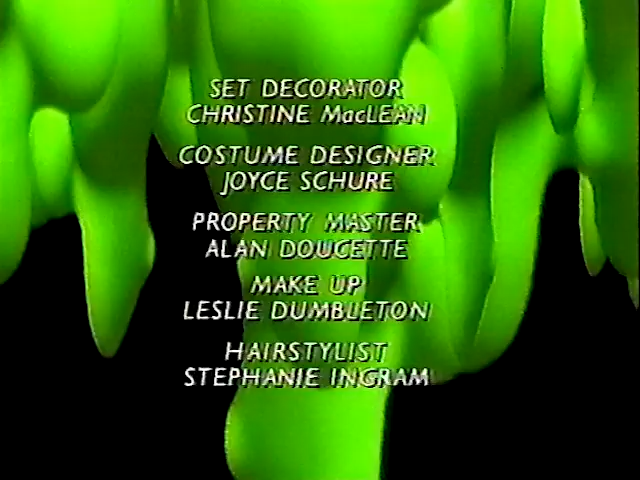 SET DECORATOR
CHRISTINE MacLEAN
COSTUME DESIGNER
JOYCE SCHURE
PROPERTY MASTER
ALAN DOUCETTE
MAKE UP
LESLIE DUMBLETON
HAIRSTYLIST
STEPHANIE INGRAM